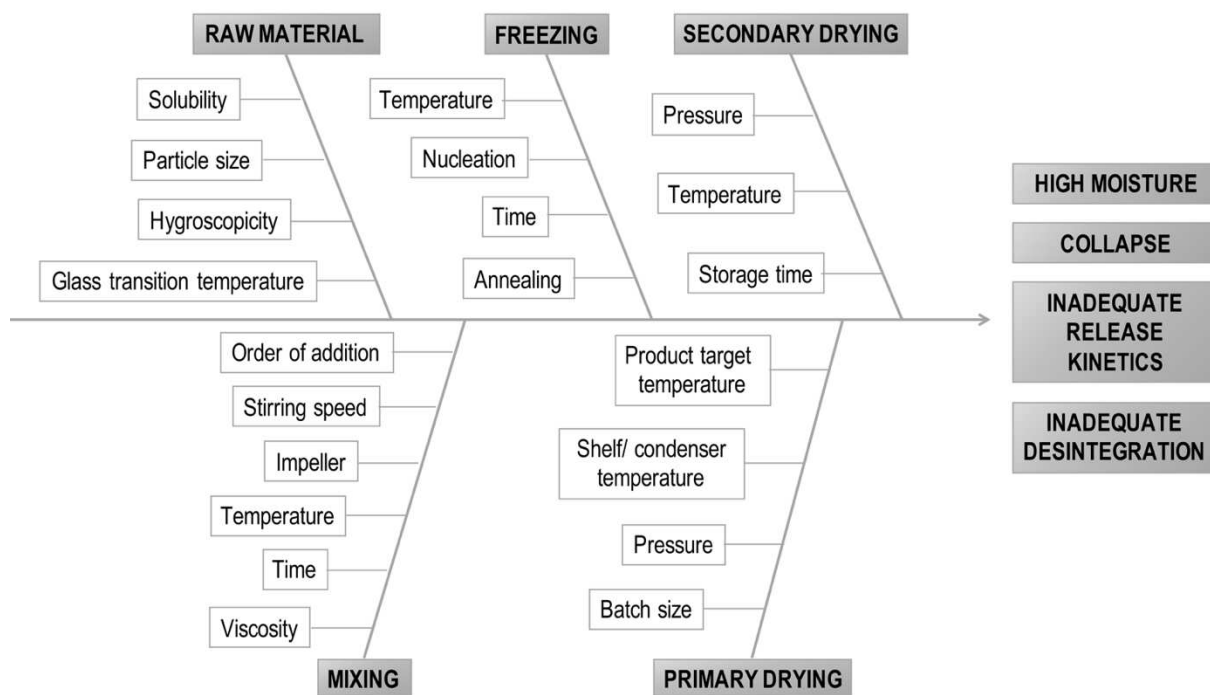 RAW MATERIAL
Solubility
Particle size
Hygroscopicity
Glass transition temperature
FREEZING
Temperature
Nucleation
Time
Annealing
SECONDARY DRYING
Pressure
Temperature
Storage time
Order of addition
Stirring speed
Impeller
Temperature
Time
Viscosity
MIXING
Product target
temperature
Shelf/ condenser
temperature
Pressure
Batch size
PRIMARY DRYING
HIGH MOISTURE
COLLAPSE
INADEQUATE
RELEASE
KINETICS
INADEQUATE
DESINTEGRATION